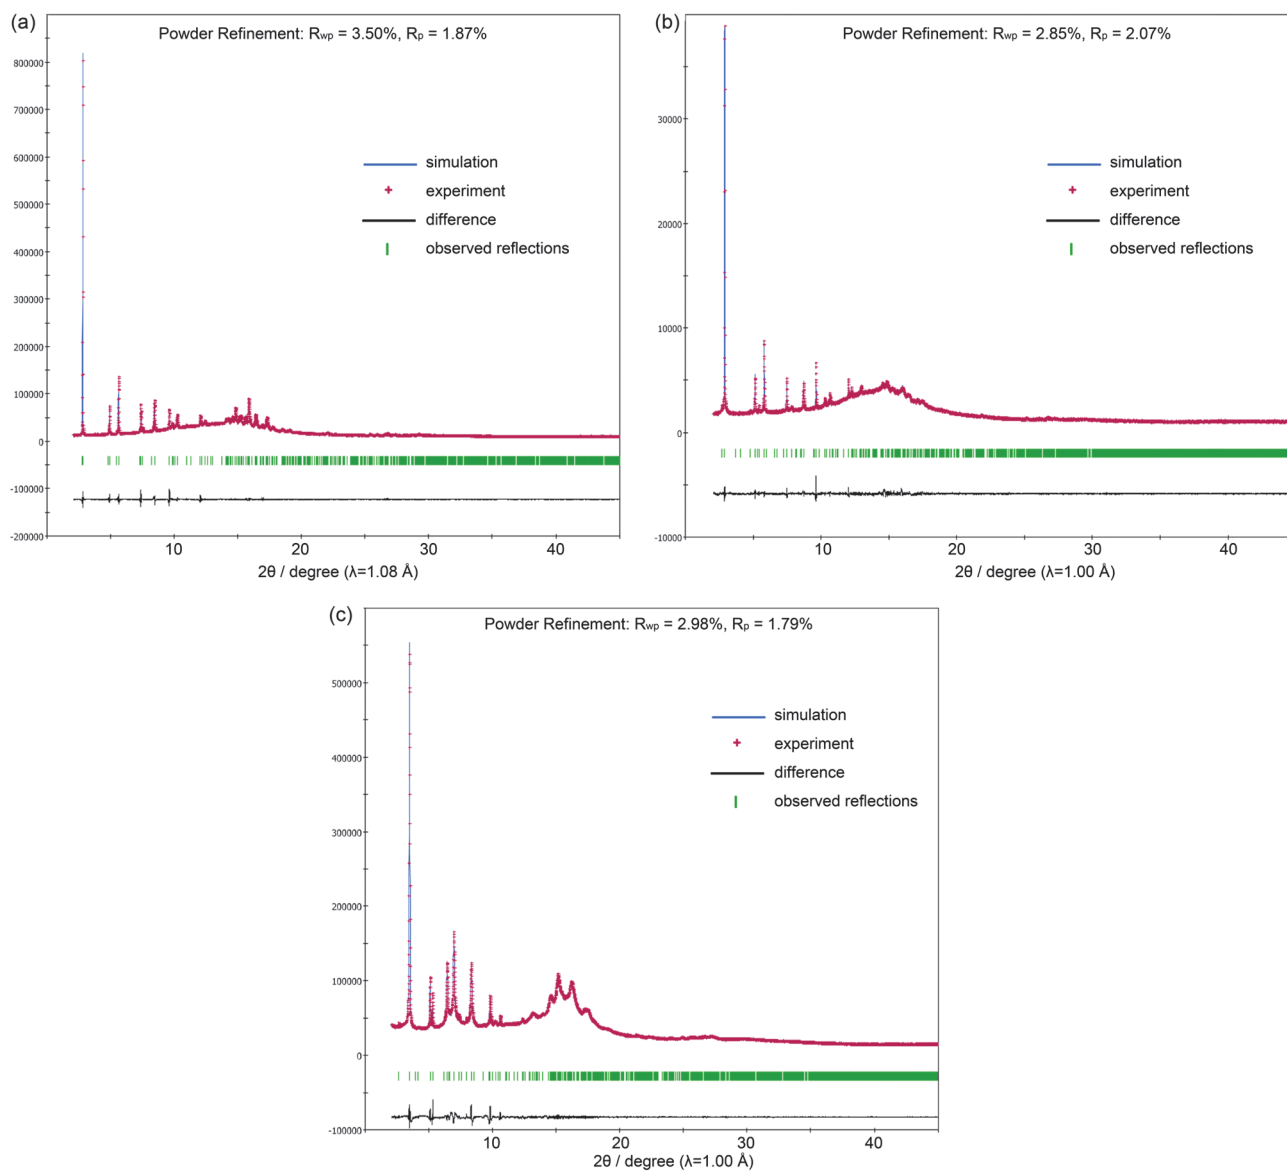 (a)
Powder Refinement: Rwp = 3.50%, Rp = 1.87%
800000
700000
600000
500000
400000
300000
200000
100000
0
-100000
-200000
simulation
experiment
difference
observed reflections
10 20 30 40
2θ / degree (λ=1.08 Å)
(b)
Powder Refinement: Rwp = 2.85%, Rp = 2.07%
30000
20000
10000
0
-10000
simulation
experiment
difference
observed reflections
10 20 30 40
2θ / degree (λ=1.00 Å)
(c)
Powder Refinement: Rwp = 2.98%, Rp = 1.79%
500000
400000
300000
200000
100000
0
-100000
simulation
experiment
difference
observed reflections
10 20 30 40
2θ / degree (λ=1.00 Å)